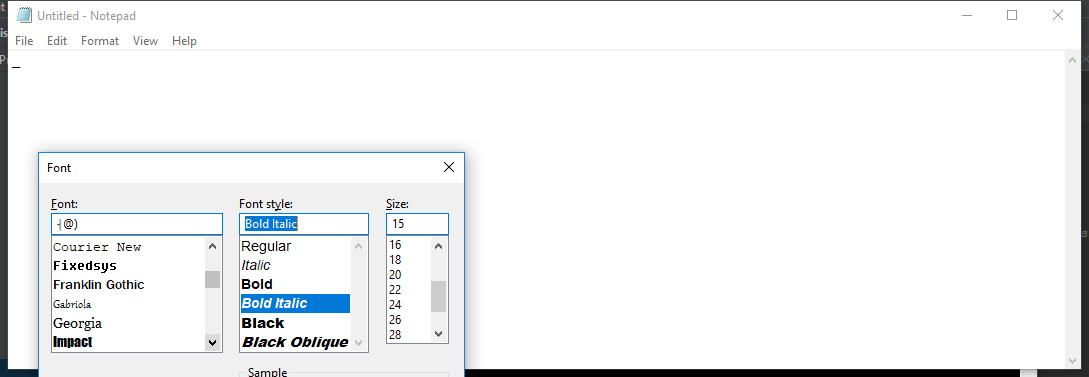 Untitled - Notepad
File Edit Format View Help
Font
Font: Font style: Size:
┤@) Bold Italic 15
Courier New Regular 16
Fixedsys Italic 18
Franklin Gothic Bold 20
Gabriola Bold Italic 22
Georgia Black 24
Impact Black Oblique 26
28
Sample